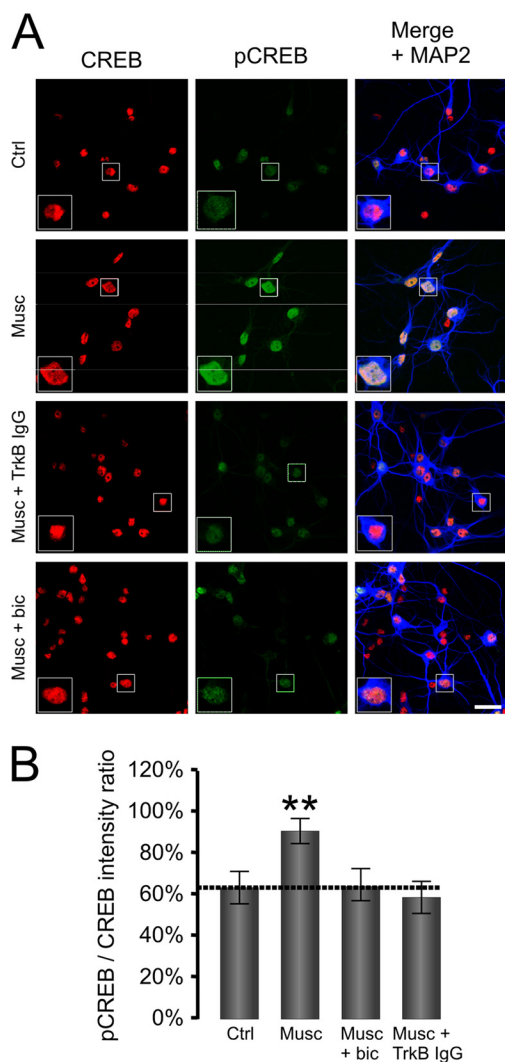 A
CREB
pCREB
Merge
+ MAP2
Ctrl
Musc
Musc + TrkB IgG
Musc + bic
B
pCREB / CREB intensity ratio
120%
100%
80%
60%
40%
20%
0%
**
Ctrl
Musc
Musc
+ bic
Musc +
TrkB IgG